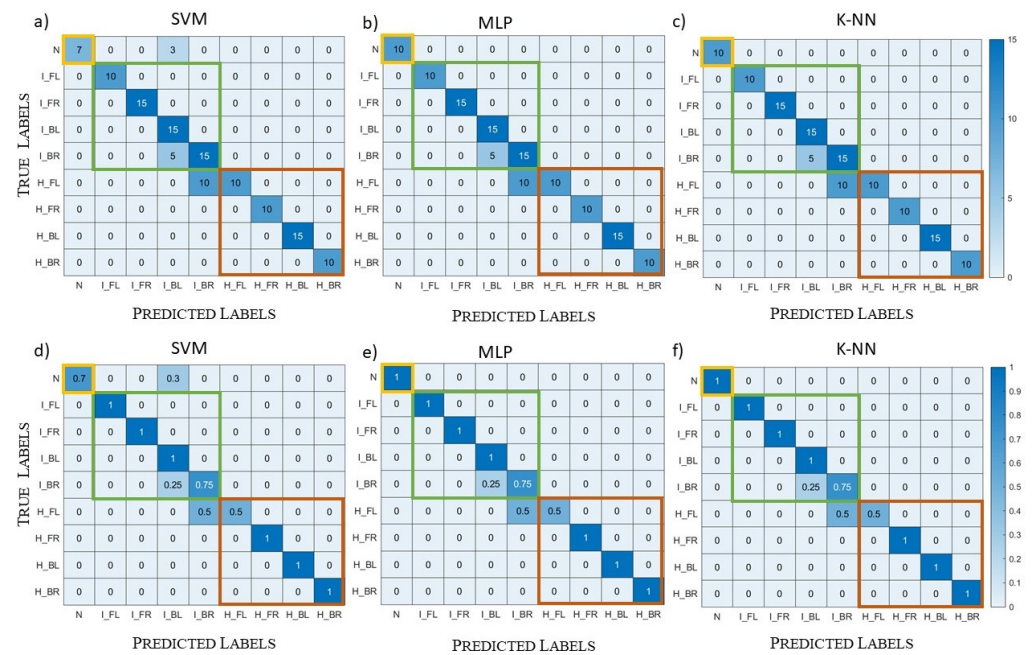 a) SVM
N 7 0 0 3 0 0 0 0 0
I_FL 0 10 0 0 0 0 0 0 0
I_FR 0 0 15 0 0 0 0 0 0
I_BL 0 0 0 15 0 0 0 0 0
I_BR 0 0 0 5 15 0 0 0 0
H_FL 0 0 0 0 10 10 0 0 0
H_FR 0 0 0 0 0 0 10 0 0
H_BL 0 0 0 0 0 0 0 15 0
H_BR 0 0 0 0 0 0 0 0 10
N I_FL I_FR I_BL I_BR H_FL H_FR H_BL H_BR
TRUE LABELS
PREDICTED LABELS
b) MLP
N 10 0 0 0 0 0 0 0 0
I_FL 0 10 0 0 0 0 0 0 0
I_FR 0 0 15 0 0 0 0 0 0
I_BL 0 0 0 15 0 0 0 0 0
I_BR 0 0 0 5 15 0 0 0 0
H_FL 0 0 0 0 10 10 0 0 0
H_FR 0 0 0 0 0 0 10 0 0
H_BL 0 0 0 0 0 0 0 15 0
H_BR 0 0 0 0 0 0 0 0 10
N I_FL I_FR I_BL I_BR H_FL H_FR H_BL H_BR
PREDICTED LABELS
c) K-NN
N 10 0 0 0 0 0 0 0 0
I_FL 0 10 0 0 0 0 0 0 0
I_FR 0 0 15 0 0 0 0 0 0
I_BL 0 0 0 15 0 0 0 0 0
I_BR 0 0 0 5 15 0 0 0 0
H_FL 0 0 0 0 10 10 0 0 0
H_FR 0 0 0 0 0 0 10 0 0
H_BL 0 0 0 0 0 0 0 15 0
H_BR 0 0 0 0 0 0 0 0 10
N I_FL I_FR I_BL I_BR H_FL H_FR H_BL H_BR
PREDICTED LABELS
15
10
5
0
d) SVM
N 0.7 0 0 0.3 0 0 0 0 0
I_FL 0 1 0 0 0 0 0 0 0
I_FR 0 0 1 0 0 0 0 0 0
I_BL 0 0 0 1 0 0 0 0 0
I_BR 0 0 0 0.25 0.75 0 0 0 0
H_FL 0 0 0 0 0.5 0.5 0 0 0
H_FR 0 0 0 0 0 0 1 0 0
H_BL 0 0 0 0 0 0 0 1 0
H_BR 0 0 0 0 0 0 0 0 1
N I_FL I_FR I_BL I_BR H_FL H_FR H_BL H_BR
TRUE LABELS
PREDICTED LABELS
e) MLP
N 1 0 0 0 0 0 0 0 0
I_FL 0 1 0 0 0 0 0 0 0
I_FR 0 0 1 0 0 0 0 0 0
I_BL 0 0 0 1 0 0 0 0 0
I_BR 0 0 0 0.25 0.75 0 0 0 0
H_FL 0 0 0 0 0.5 0.5 0 0 0
H_FR 0 0 0 0 0 0 1 0 0
H_BL 0 0 0 0 0 0 0 1 0
H_BR 0 0 0 0 0 0 0 0 1
N I_FL I_FR I_BL I_BR H_FL H_FR H_BL H_BR
PREDICTED LABELS
f) K-NN
N 1 0 0 0 0 0 0 0 0
I_FL 0 1 0 0 0 0 0 0 0
I_FR 0 0 1 0 0 0 0 0 0
I_BL 0 0 0 1 0 0 0 0 0
I_BR 0 0 0 0.25 0.75 0 0 0 0
H_FL 0 0 0 0 0.5 0.5 0 0 0
H_FR 0 0 0 0 0 0 1 0 0
H_BL 0 0 0 0 0 0 0 1 0
H_BR 0 0 0 0 0 0 0 0 1
N I_FL I_FR I_BL I_BR H_FL H_FR H_BL H_BR
PREDICTED LABELS
1
0.9
0.8
0.7
0.6
0.5
0.4
0.3
0.2
0.1
0